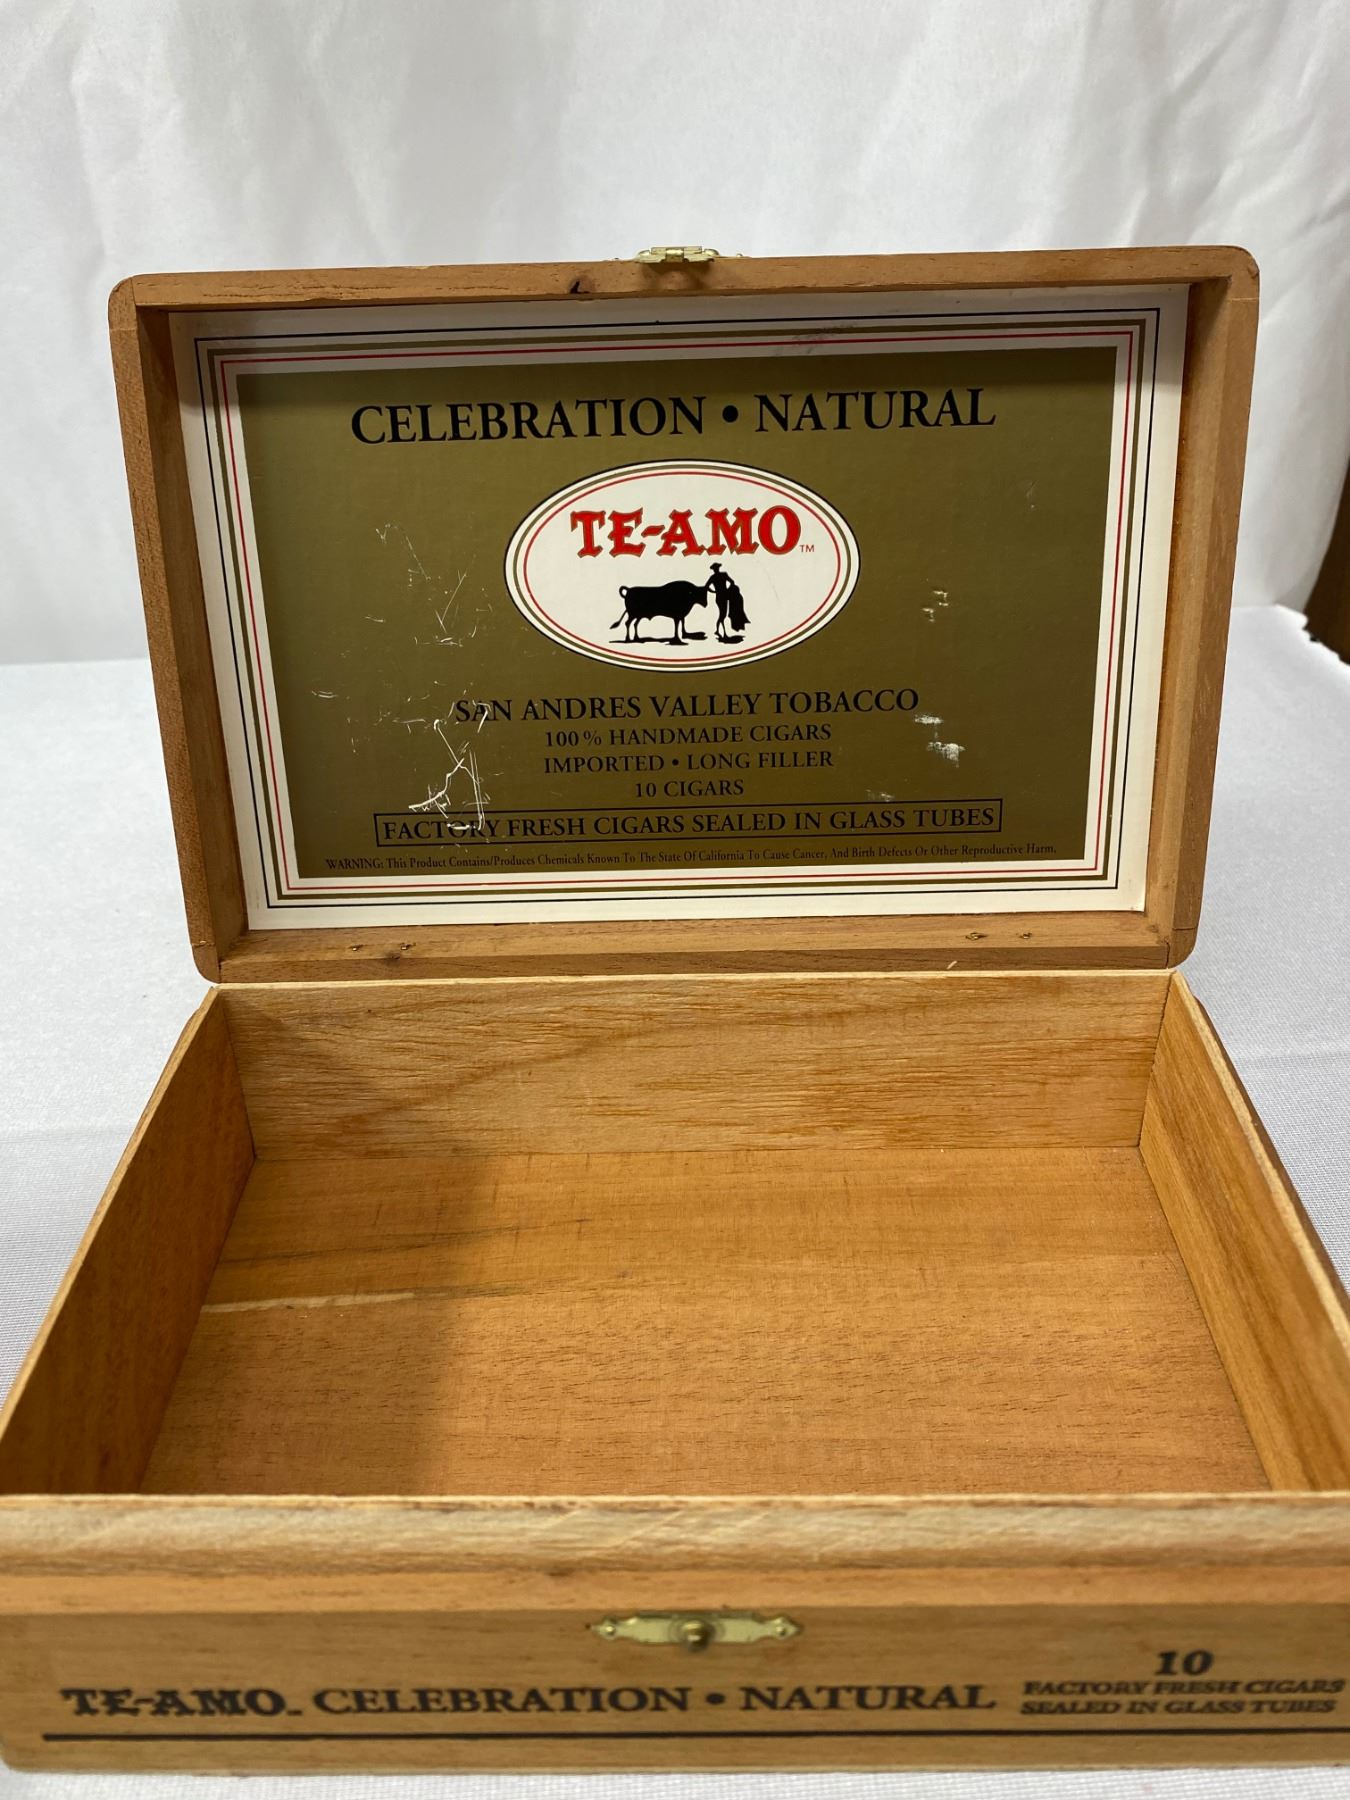 CELEBRATION • NATURAL
TE-AMO™
SAN ANDRES VALLEY TOBACCO
100% HANDMADE CIGARS
IMPORTED • LONG FILLER
10 CIGARS
FACTORY FRESH CIGARS SEALED IN GLASS TUBES
WARNING: This Product Contains/Produces Chemicals Known To The State Of California To Cause Cancer, And Birth Defects Or Other Reproductive Harm.
TE-AMO™ CELEBRATION • NATURAL
10
FACTORY FRESH CIGARS
SEALED IN GLASS TUBES